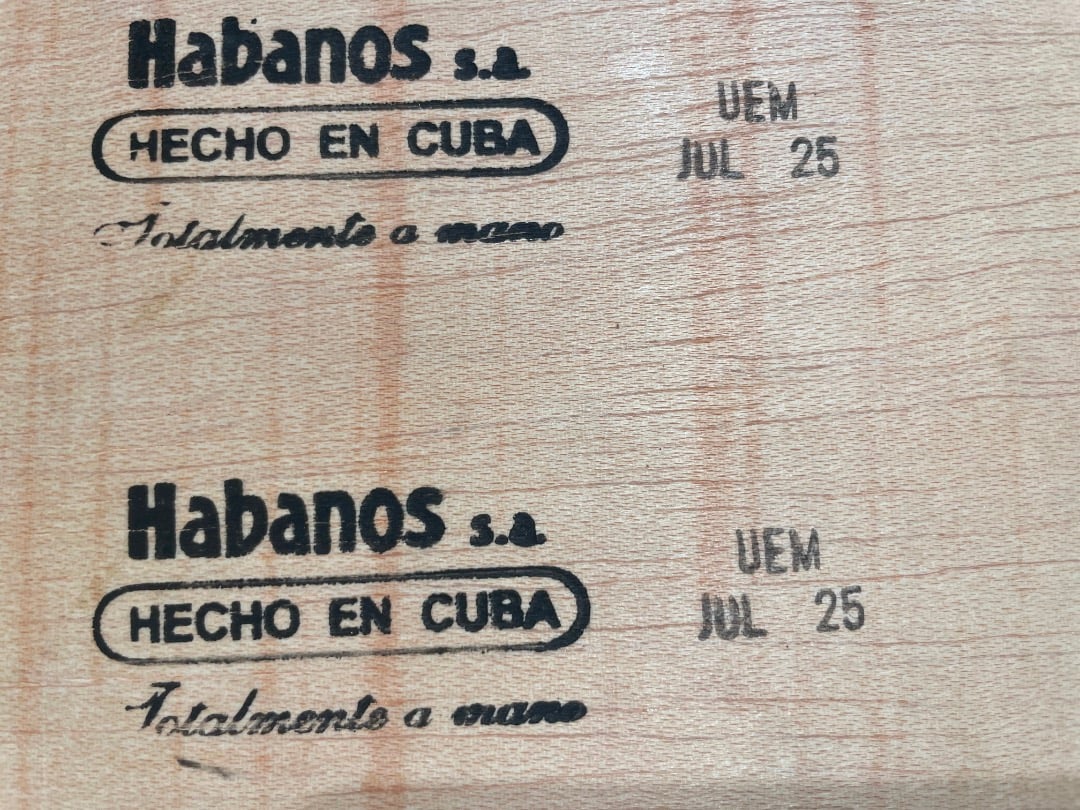 Habanos s.a.
HECHO EN CUBA
Totalmente a mano
UEM
JUL 25
Habanos s.a.
HECHO EN CUBA
Totalmente a mano
UEM
JUL 25